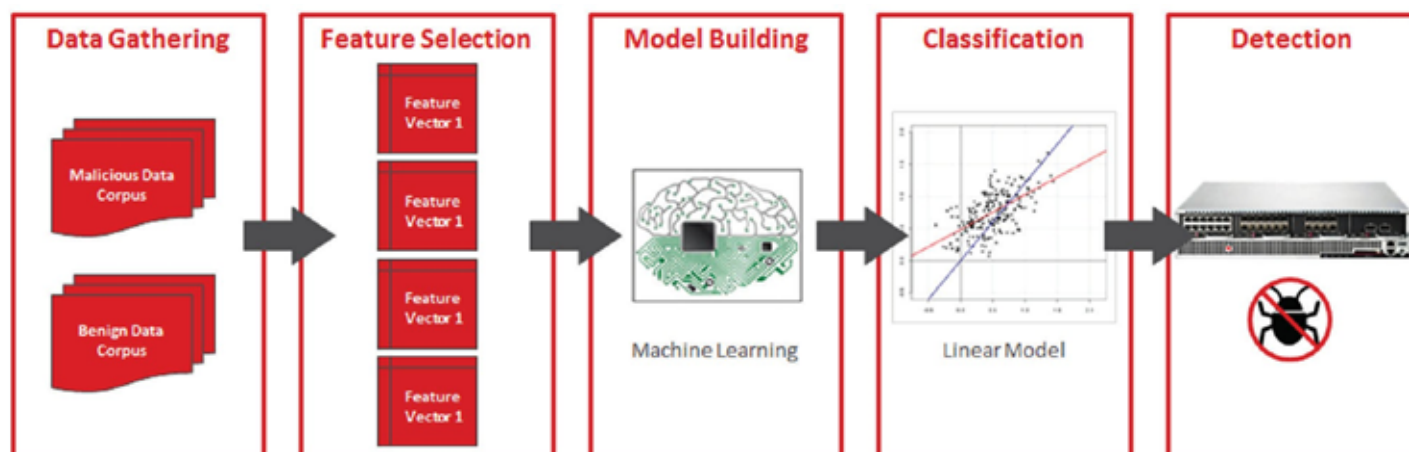 Data Gathering
Malicious Data
Corpus
Benign Data
Corpus
Feature Selection
Feature
Vector 1
Feature
Vector 1
Feature
Vector 1
Feature
Vector 1
Model Building
Machine Learning
Classification
Linear Model
Detection